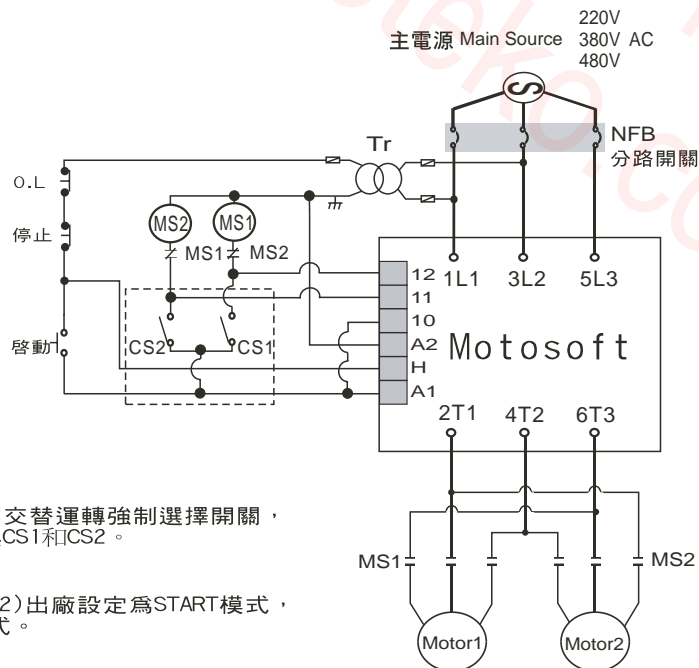 220V
主電源 Main Source 380V AC
480V
NFB
分路開關
Tr
O.L
停止
啓動
MS2
MS1
MS1
MS2
CS2
CS1
12
11
10
A2
H
A1
1L1 3L2 5L3
Motosoft
2T1 4T2 6T3
交替運轉強制選擇開關，
CS1和CS2。
2)出廠設定爲START模式，
式。
MS1
MS2
Motor1
Motor2